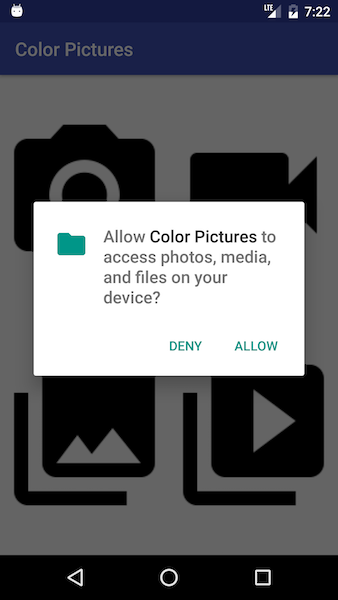 LTE 7:22
Color Pictures
Allow Color Pictures to
access photos, media,
and files on your
device?
DENY ALLOW